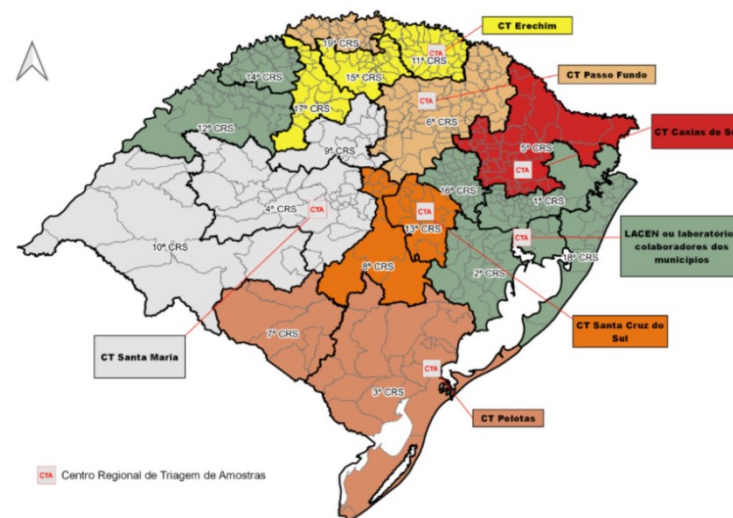 CT Erechim
19ª CRS
CTA
11ª CRS
14ª CRS
15ª CRS
CT Passo Fundo
17ª CRS
CTA
12ª CRS
6ª CRS
9ª CRS
5ª CRS
CT Caxias do Su
CTA
16ª CRS
1ª CRS
4ª CRS
CTA
CTA
13ª CRS
CTA
LACEN ou laboratório
colaboradores dos
municípios
10ª CRS
18ª CRS
8ª CRS
2ª CRS
CT Santa Cruz do
Sul
7ª CRS
CT Santa Maria
CTA
3ª CRS
CT Pelotas
CTA Centro Regional de Triagem de Amostras